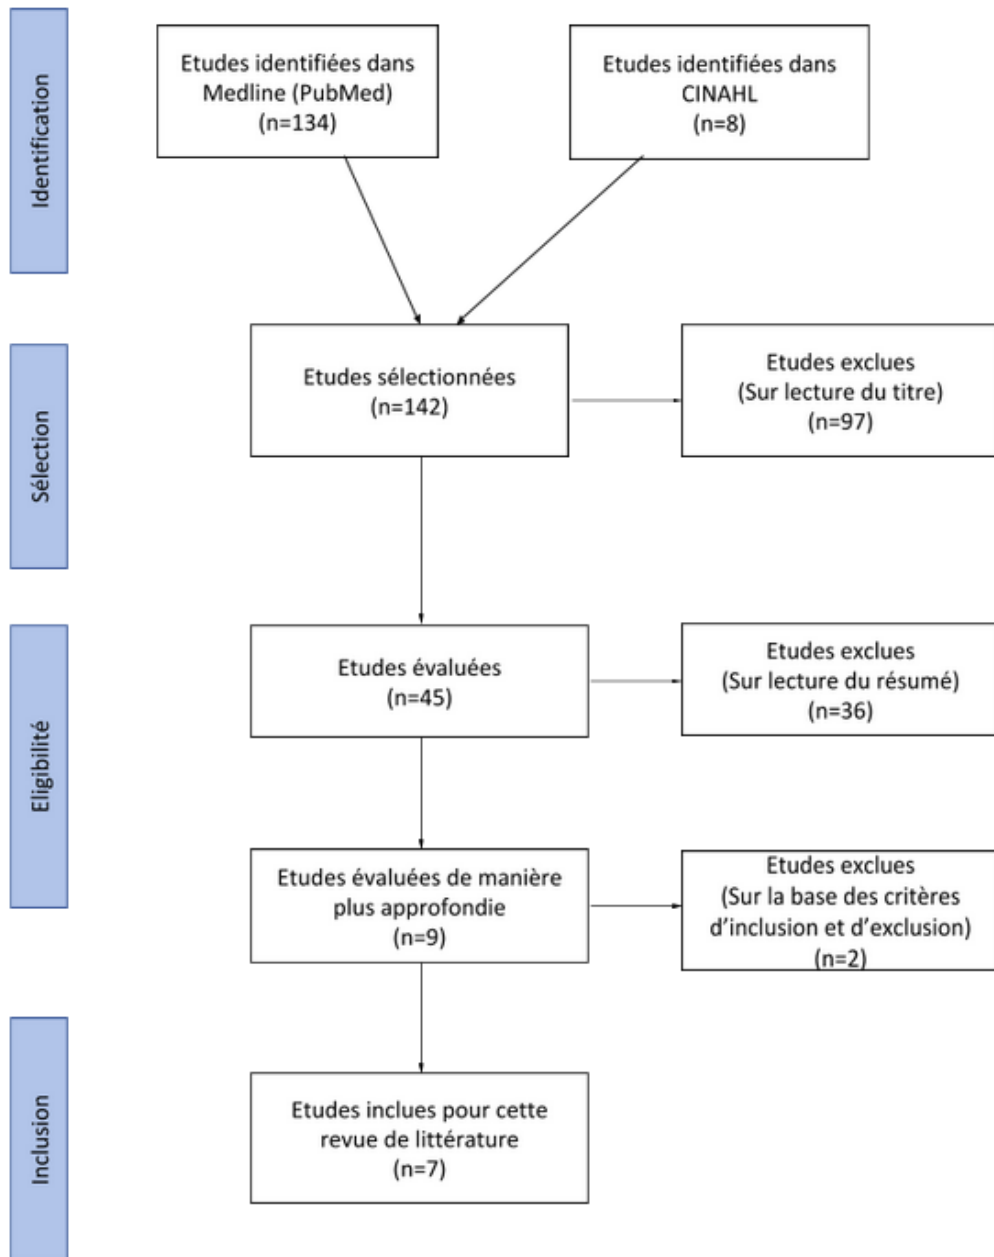 Identification
Etudes identifiées dans
Medline (PubMed)
(n=134)
Etudes identifiées dans
CINAHL
(n=8)
Sélection
Etudes sélectionnées
(n=142)
Etudes exclues
(Sur lecture du titre)
(n=97)
Eligibilité
Etudes évaluées
(n=45)
Etudes exclues
(Sur lecture du résumé)
(n=36)
Etudes évaluées de manière
plus approfondie
(n=9)
Etudes exclues
(Sur la base des critères
d'inclusion et d'exclusion)
(n=2)
Inclusion
Etudes inclues pour cette
revue de littérature
(n=7)